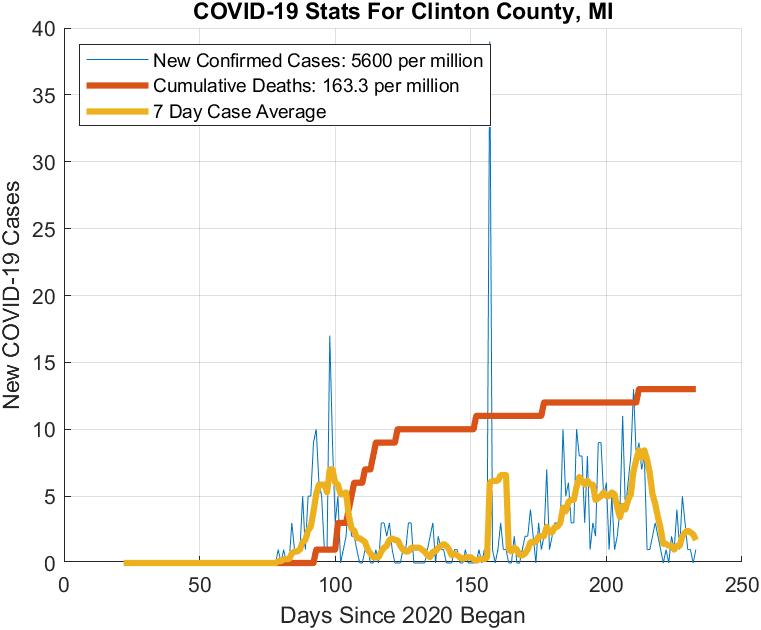 COVID-19 Stats For Clinton County, MI
New Confirmed Cases: 5600 per million
Cumulative Deaths: 163.3 per million
7 Day Case Average
New COVID-19 Cases
40
35
30
25
20
15
10
5
0
0 50 100 150 200 250
Days Since 2020 Began